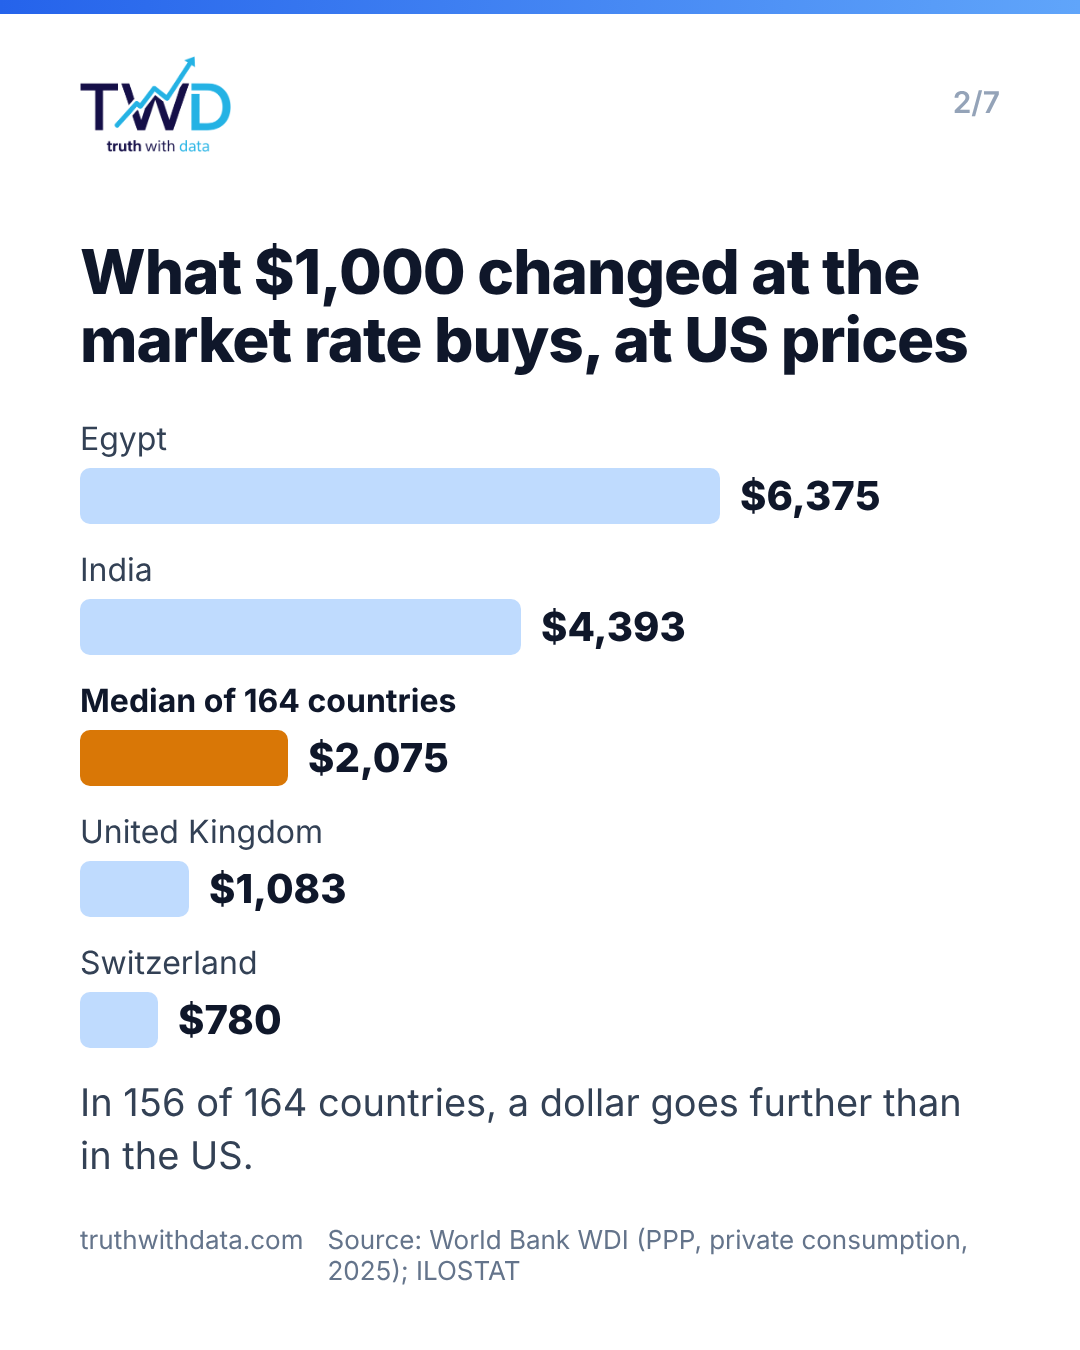 TWD
truth with data
2/7
What $1,000 changed at the
market rate buys, at US prices
Egypt
$6,375
India
$4,393
Median of 164 countries
$2,075
United Kingdom
$1,083
Switzerland
$780
In 156 of 164 countries, a dollar goes further than
in the US.
truthwithdata.com
Source: World Bank WDI (PPP, private consumption,
2025); ILOSTAT